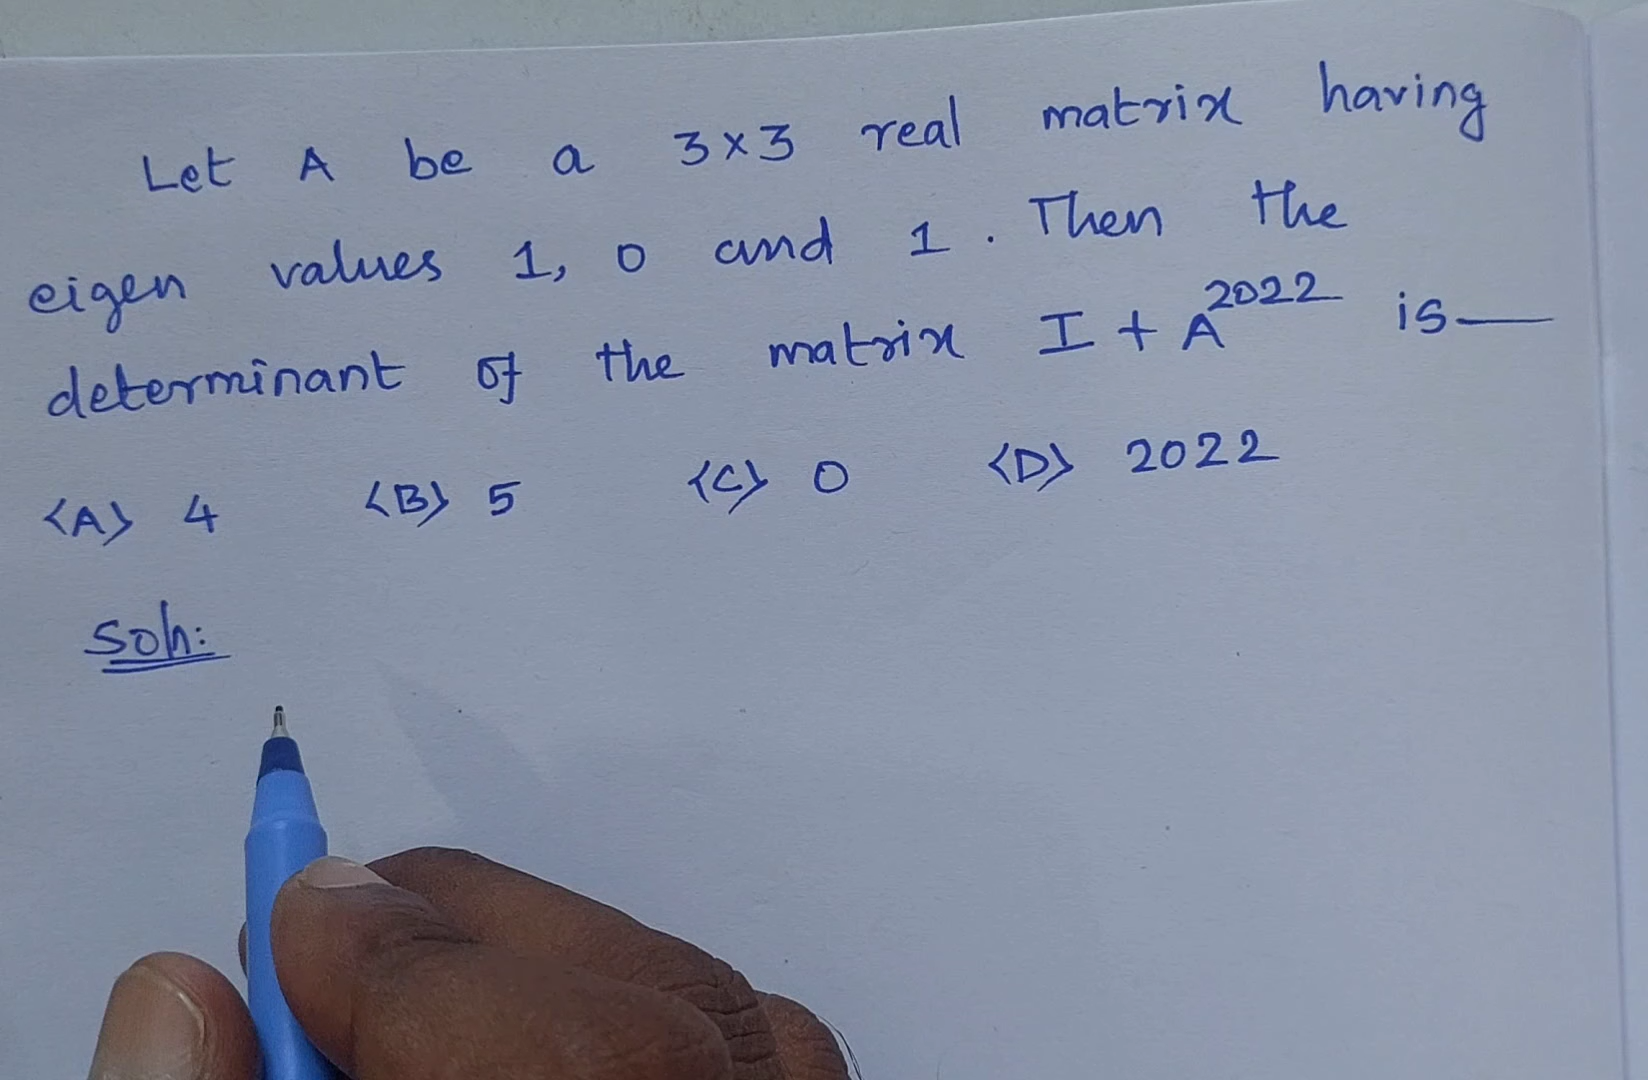 Let A be a 3×3 real matrix having
eigen values 1, 0 and 1. Then the
determinant of the matrix I + A^2022 is —
<A> 4 <B> 5 <C> 0 <D> 2022
Soln: